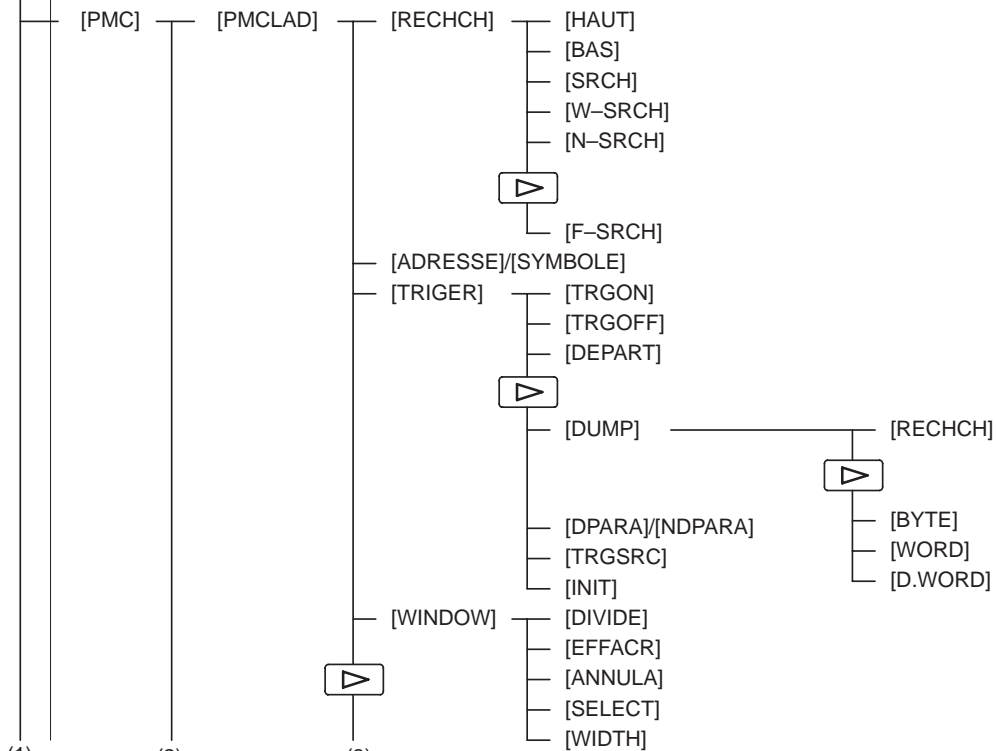 [PMC] [PMCLAD] [RECHCH] [HAUT]
[BAS]
[SRCH]
[W–SRCH]
[N–SRCH]
[F–SRCH]
[ADRESSE]/[SYMBOLE]
[TRIGER] [TRGON]
[TRGOFF]
[DEPART]
[DUMP] [RECHCH]
[BYTE]
[DPARA]/[NDPARA] [WORD]
[TRGSRC] [D.WORD]
[INIT]
[WINDOW] [DIVIDE]
[EFFACR]
[ANNULA]
[SELECT]
[WIDTH]